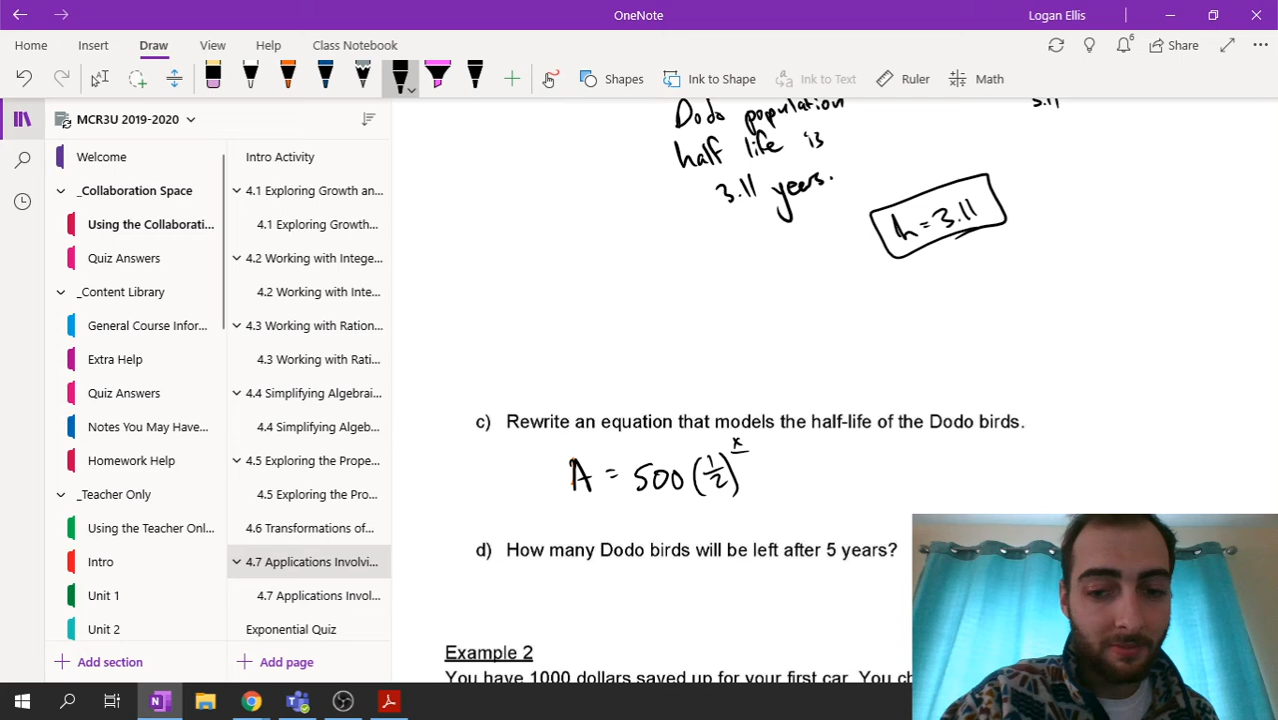 OneNote
Logan Ellis
Home Insert Draw View Help Class Notebook
6 Share
Shapes Ink to Shape Ink to Text Ruler Math
MCR3U 2019-2020
Welcome
_Collaboration Space
Using the Collaborati...
Quiz Answers
_Content Library
General Course Infor...
Extra Help
Quiz Answers
Notes You May Have...
Homework Help
_Teacher Only
Using the Teacher Onl...
Intro
Unit 1
Unit 2
Add section
Intro Activity
4.1 Exploring Growth an...
4.1 Exploring Growth...
4.2 Working with Intege...
4.2 Working with Inte...
4.3 Working with Ration...
4.3 Working with Rati...
4.4 Simplifying Algebrai...
4.4 Simplifying Algeb...
4.5 Exploring the Prope...
4.5 Exploring the Pro...
4.6 Transformations of...
4.7 Applications Involvi...
4.7 Applications Invol...
Exponential Quiz
Add page
Dodo population
half life is
3.11 years.
3.11
h = 3.11
c) Rewrite an equation that models the half-life of the Dodo birds.
A = 500 (1/2)^x
d) How many Dodo birds will be left after 5 years?
Example 2
You have 1000 dollars saved up for your first car. You ch